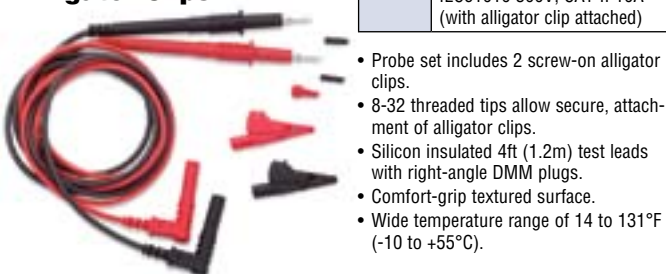 (with alligator clip attached)
• Probe set includes 2 screw-on alligator
clips.
• 8-32 threaded tips allow secure, attach-
ment of alligator clips.
• Silicon insulated 4ft (1.2m) test leads
with right-angle DMM plugs.
• Comfort-grip textured surface.
• Wide temperature range of 14 to 131°F
(-10 to +55°C).